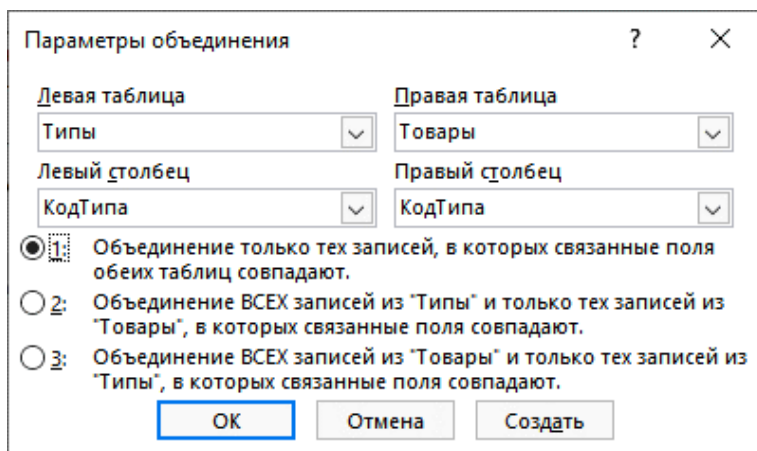 Параметры объединения ? ×
Левая таблица Правая таблица
Типы Товары
Левый столбец Правый столбец
КодТипа КодТипа
1: Объединение только тех записей, в которых связанные поля
обеих таблиц совпадают.
2: Объединение ВСЕХ записей из "Типы" и только тех записей из
"Товары", в которых связанные поля совпадают.
3: Объединение ВСЕХ записей из "Товары" и только тех записей из
"Типы", в которых связанные поля совпадают.
ОК Отмена Создать